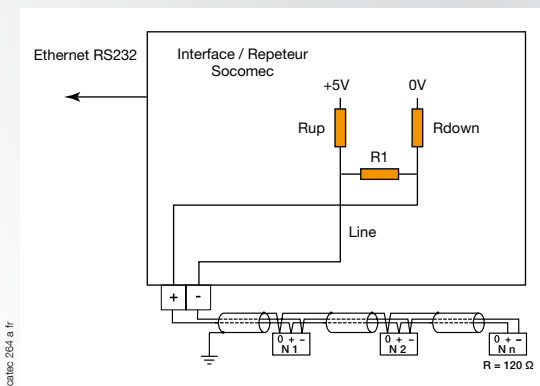 Ethernet RS232
Interface / Repeteur
Socomec
+5V
0V
Rup
Rdown
R1
Line
+ -
0 + -
N 1
0 + -
N 2
0 + -
N n
R = 120 Ω
catec 264 a fr